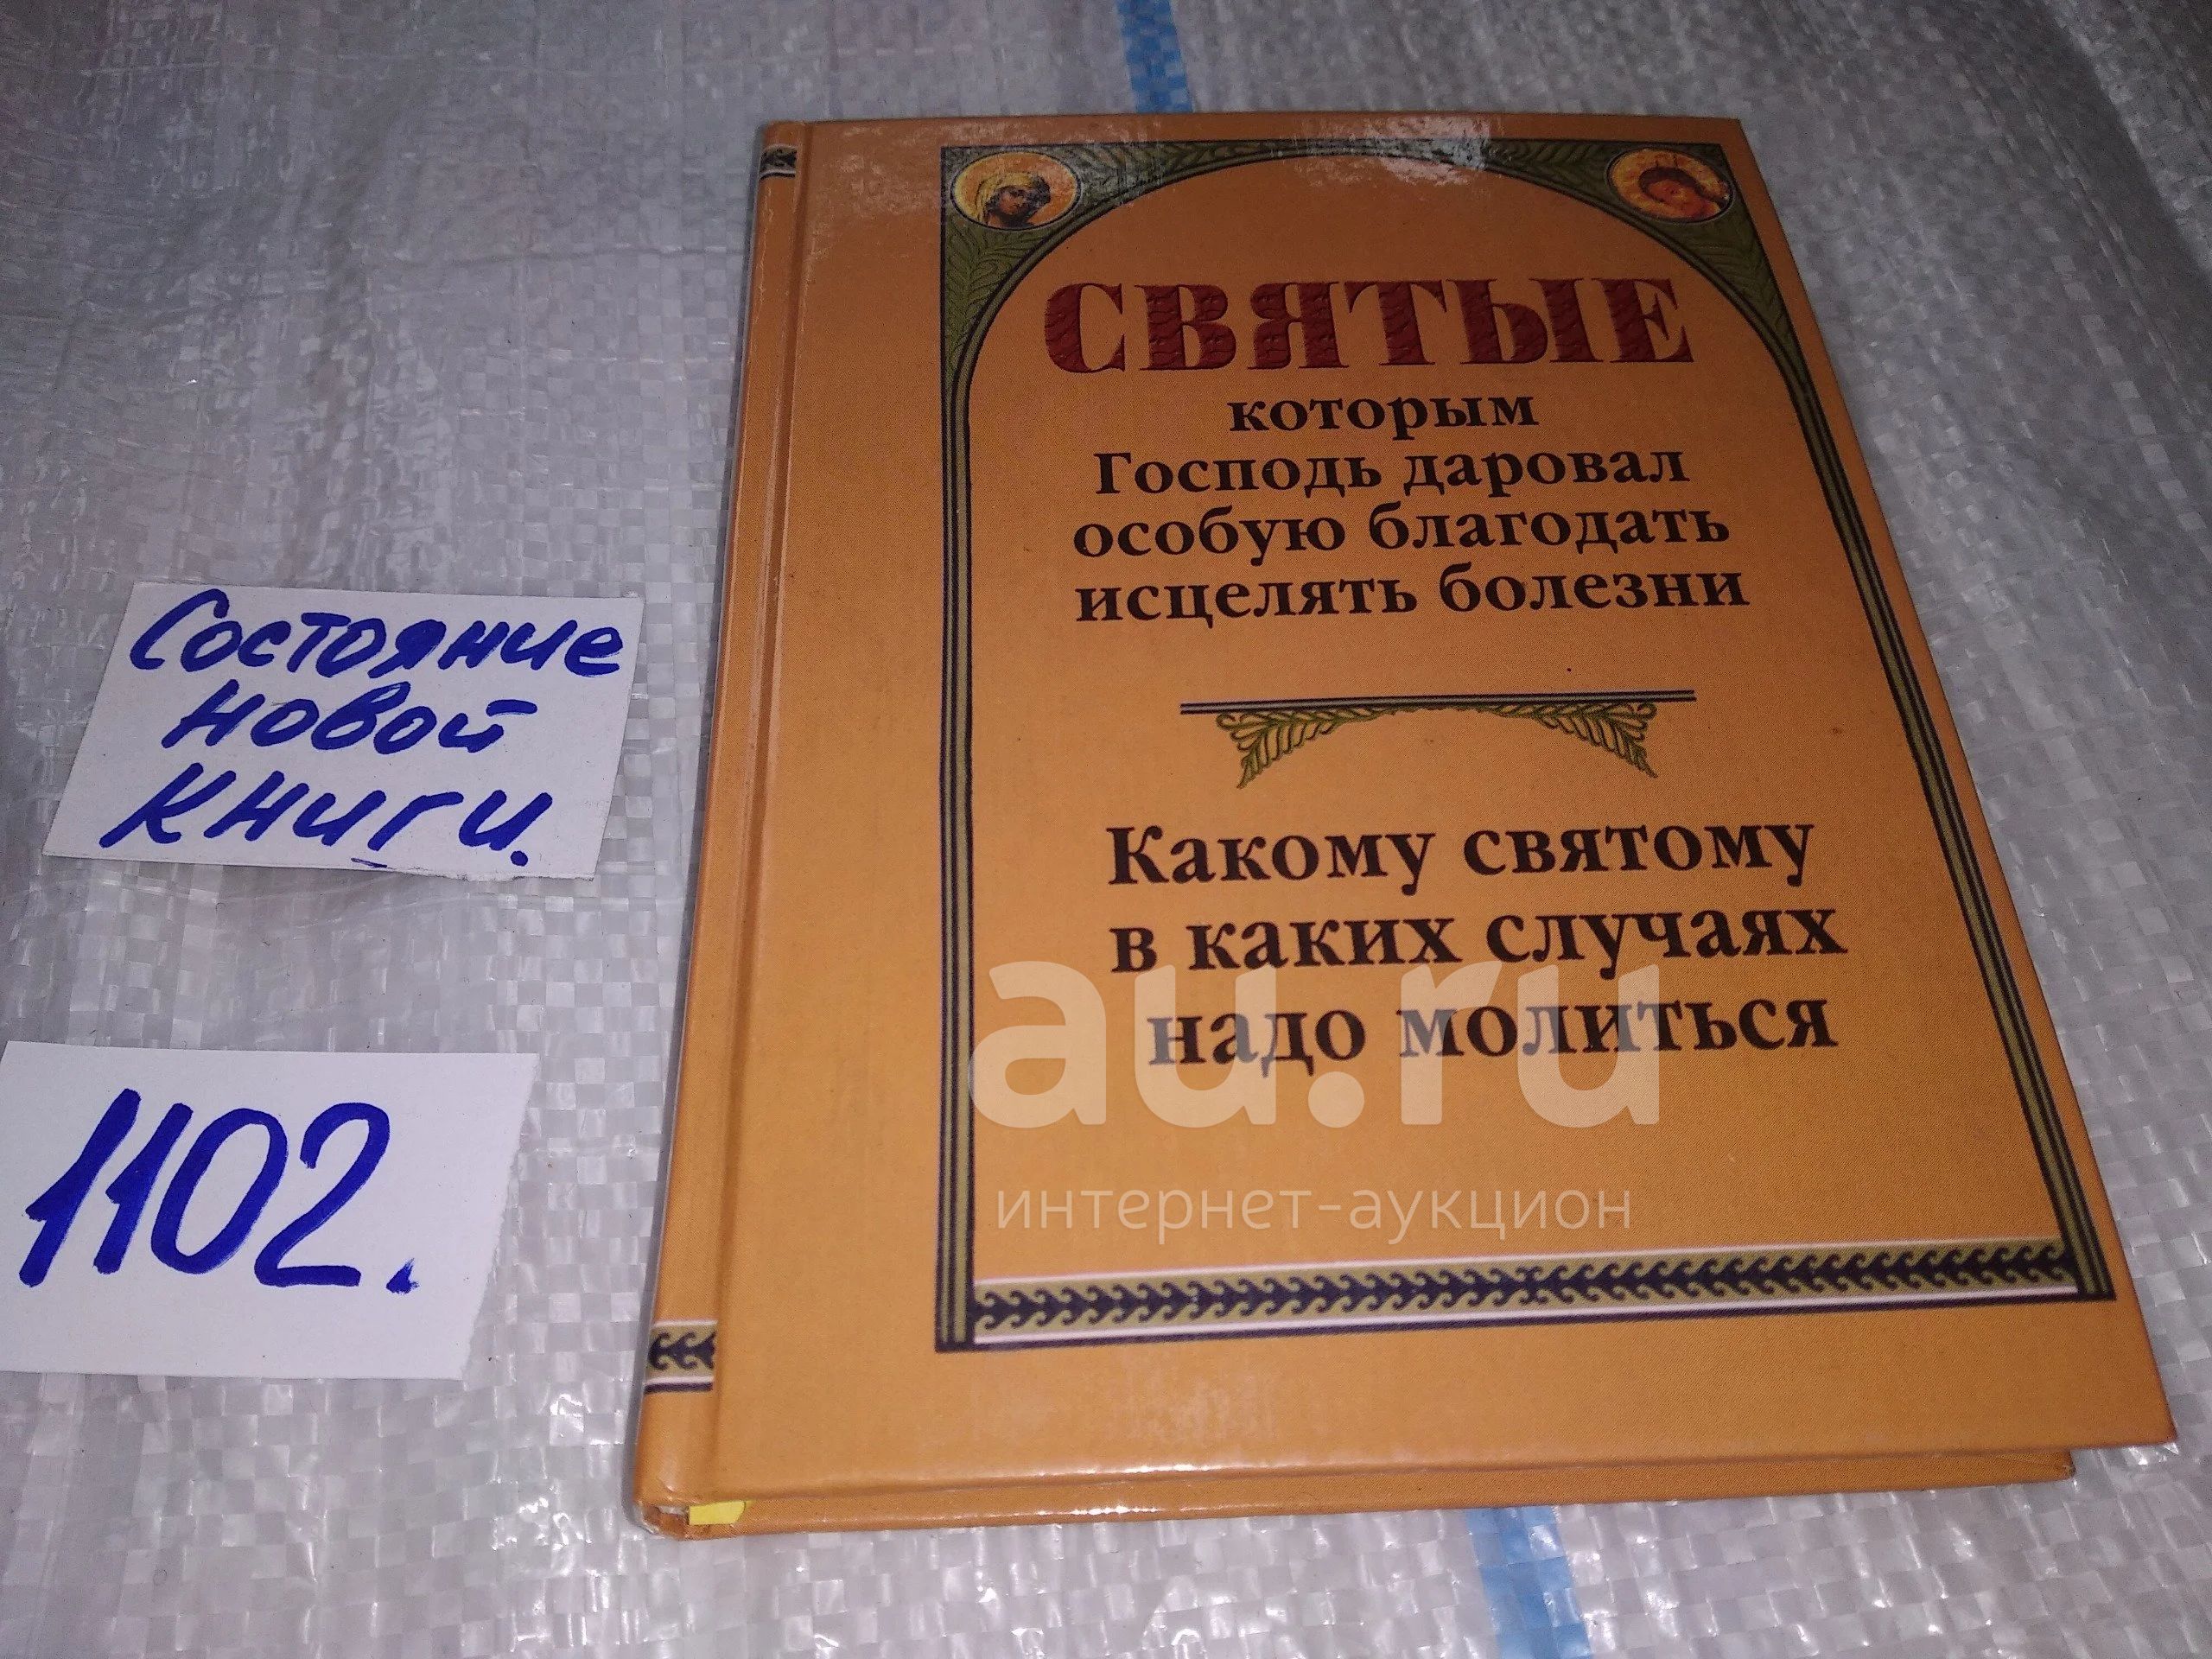 СВЯТЫЕ
которым
Господь даровал
особую благодать
исцелять болезни
Какому святому
в каких случаях
надо молиться
Состояние
новой
книги.
1102.
au.ru
интернет-аукцион